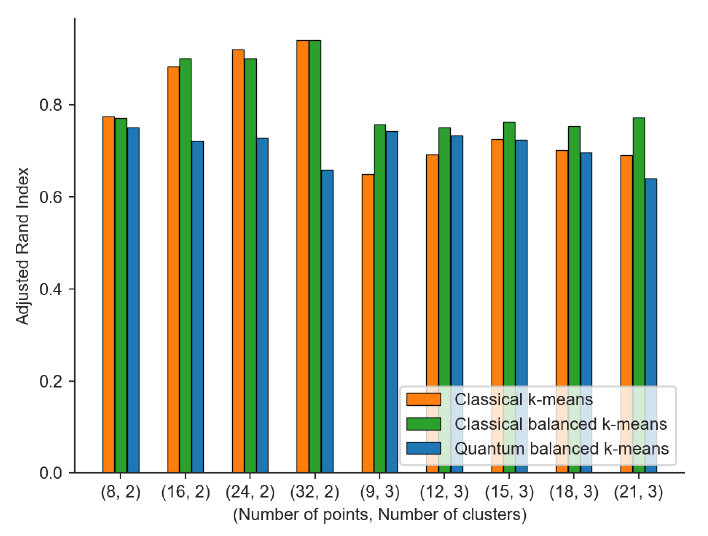 Adjusted Rand Index
0.8
0.6
0.4
0.2
0.0
Classical k-means
Classical balanced k-means
Quantum balanced k-means
(8, 2) (16, 2) (24, 2) (32, 2) (9, 3) (12, 3) (15, 3) (18, 3) (21, 3)
(Number of points, Number of clusters)